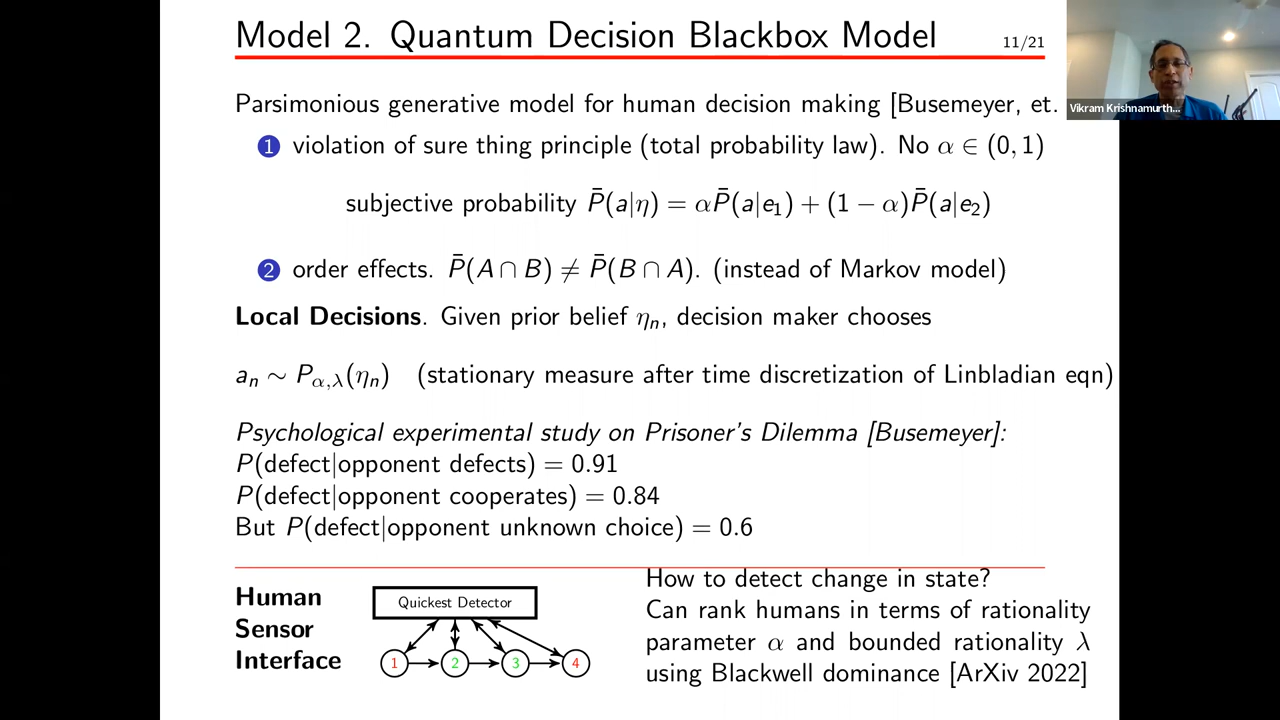 Model 2. Quantum Decision Blackbox Model
11/21
Vikram Krishnamurth...
Parsimonious generative model for human decision making [Busemeyer, et.
1 violation of sure thing principle (total probability law). No α ∈ (0, 1)
subjective probability P̄(a|η) = αP̄(a|e₁) + (1 − α)P̄(a|e₂)
2 order effects. P̄(A ∩ B) ≠ P̄(B ∩ A). (instead of Markov model)
Local Decisions. Given prior belief ηₙ, decision maker chooses
aₙ ∼ P_{α,λ}(ηₙ) (stationary measure after time discretization of Linbladian eqn)
Psychological experimental study on Prisoner's Dilemma [Busemeyer]:
P(defect|opponent defects) = 0.91
P(defect|opponent cooperates) = 0.84
But P(defect|opponent unknown choice) = 0.6
Human
Sensor
Interface
Quickest Detector
1 2 3 4
How to detect change in state?
Can rank humans in terms of rationality
parameter α and bounded rationality λ
using Blackwell dominance [ArXiv 2022]